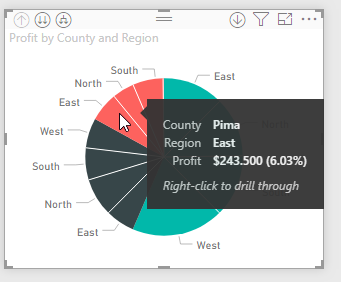 Profit by County and Region
South
North
East
East
West
South
North
East
West
County Pima
Region East
Profit $243.500 (6.03%)
Right-click to drill through